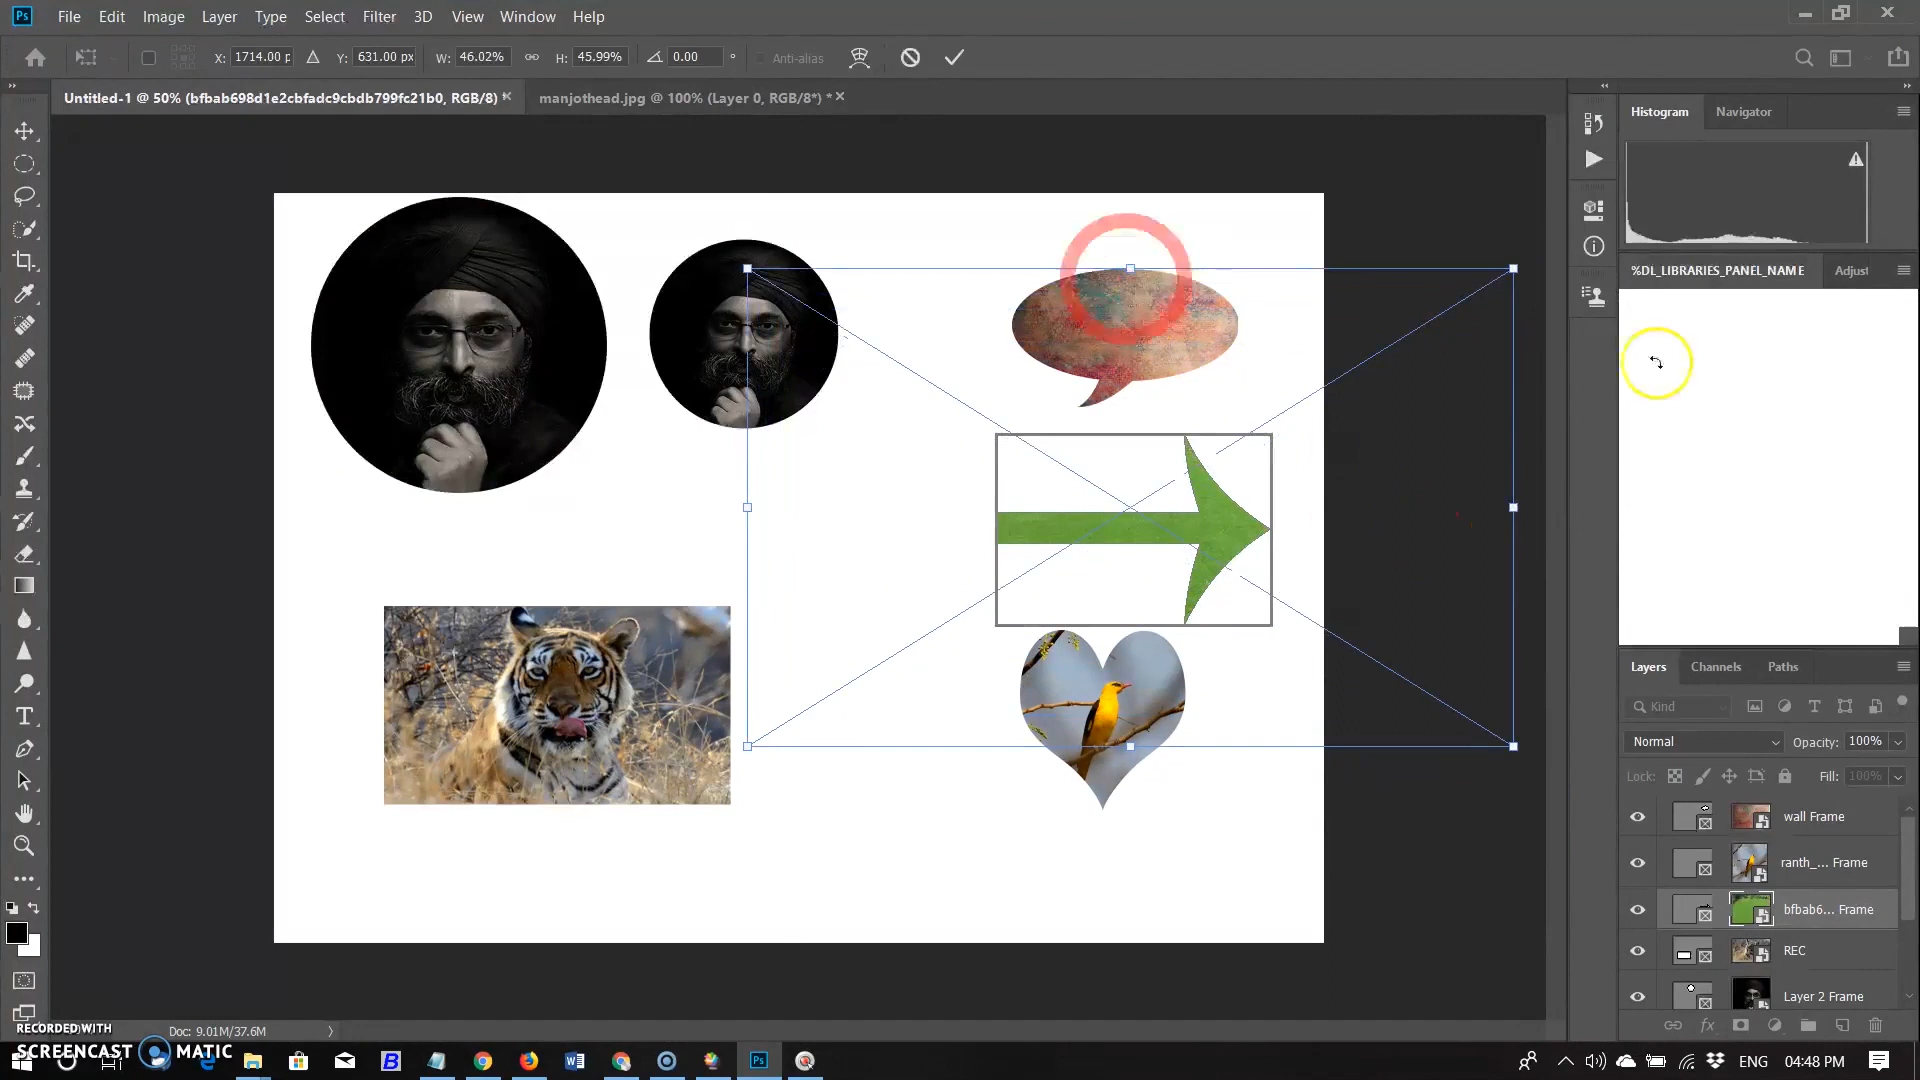 Ps File Edit Image Layer Type Select Filter 3D View Window Help
X: 1714.00 p Y: 631.00 px W: 46.02% H: 45.99% 0.00 ° Anti-alias
Untitled-1 @ 50% (bfbab698d1e2cbfadc9cbdb799fc21b0, RGB/8) *
manjothead.jpg @ 100% (Layer 0, RGB/8*) *
Histogram Navigator
%DL_LIBRARIES_PANEL_NAME Adjust
Layers Channels Paths
Kind
Normal Opacity: 100%
Lock: Fill: 100%
wall Frame
ranth_... Frame
bfbab6... Frame
REC
Layer 2 Frame
fx
Doc: 9.01M/37.6M
RECORDED WITH
SCREENCAST MATIC
ENG 04:48 PM